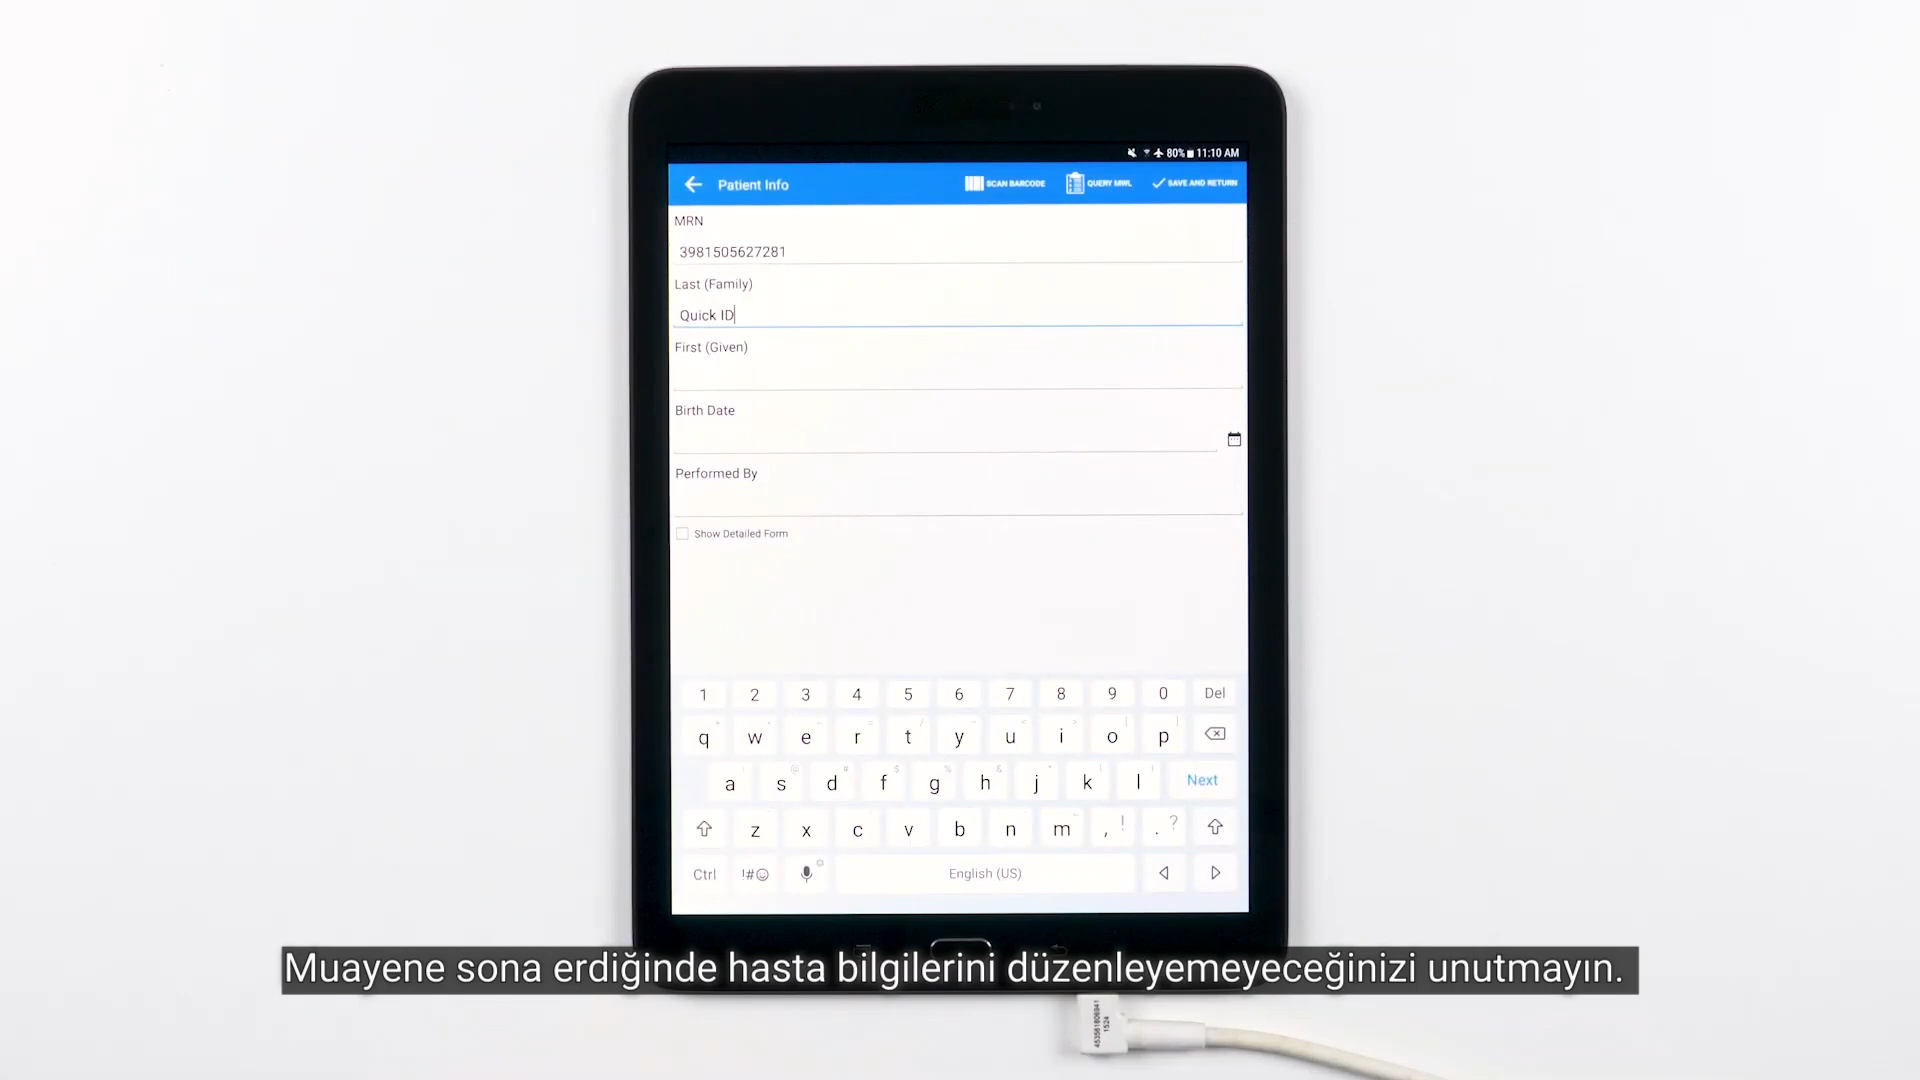 80% 11:10 AM
Patient Info SCAN BARCODE QUERY MWL SAVE AND RETURN
MRN
3981505627281
Last (Family)
Quick ID
First (Given)
Birth Date
Performed By
Show Detailed Form
1 2 3 4 5 6 7 8 9 0 Del
q w e r t y u i o p
a s d f g h j k l Next
z x c v b n m , ! . ?
Ctrl !#☺ English (US)
Muayene sona erdiğinde hasta bilgilerini düzenleyemeyeceğinizi unutmayın.
1524